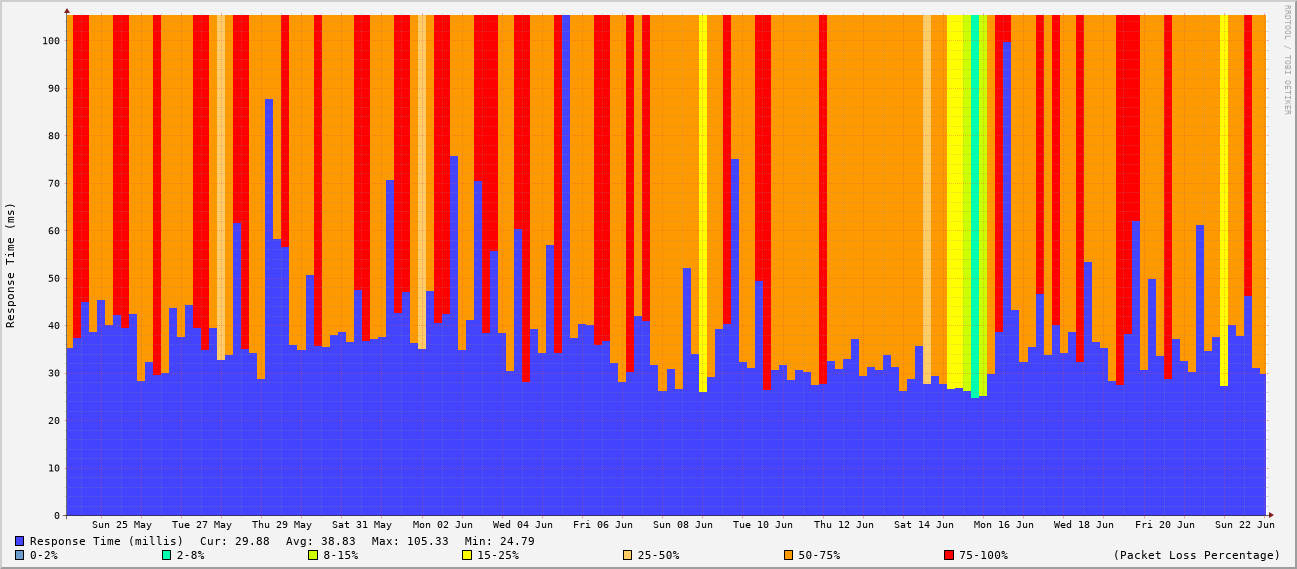 RRDTOOL / TOBI OETIKER
Response Time (ms)
100
90
80
70
60
50
40
30
20
10
0
Sun 25 May Tue 27 May Thu 29 May Sat 31 May Mon 02 Jun Wed 04 Jun Fri 06 Jun Sun 08 Jun Tue 10 Jun Thu 12 Jun Sat 14 Jun Mon 16 Jun Wed 18 Jun Fri 20 Jun Sun 22 Jun
Response Time (millis) Cur: 29.88 Avg: 38.83 Max: 105.33 Min: 24.79
0-2% 2-8% 8-15% 15-25% 25-50% 50-75% 75-100% (Packet Loss Percentage)